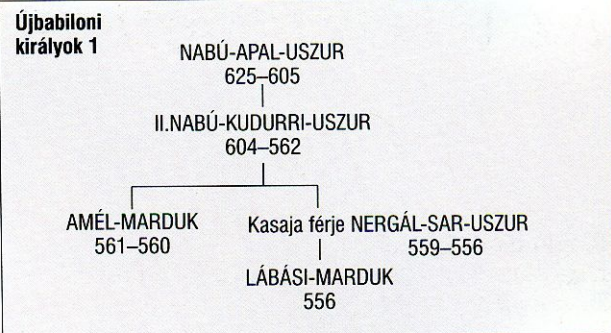 Újbabiloni
királyok 1
NABÚ-APAL-USZUR
625–605
II.NABÚ-KUDURRI-USZUR
604–562
AMÉL-MARDUK
561–560
Kasaja férje NERGÁL-SAR-USZUR
559–556
LÁBÁSI-MARDUK
556